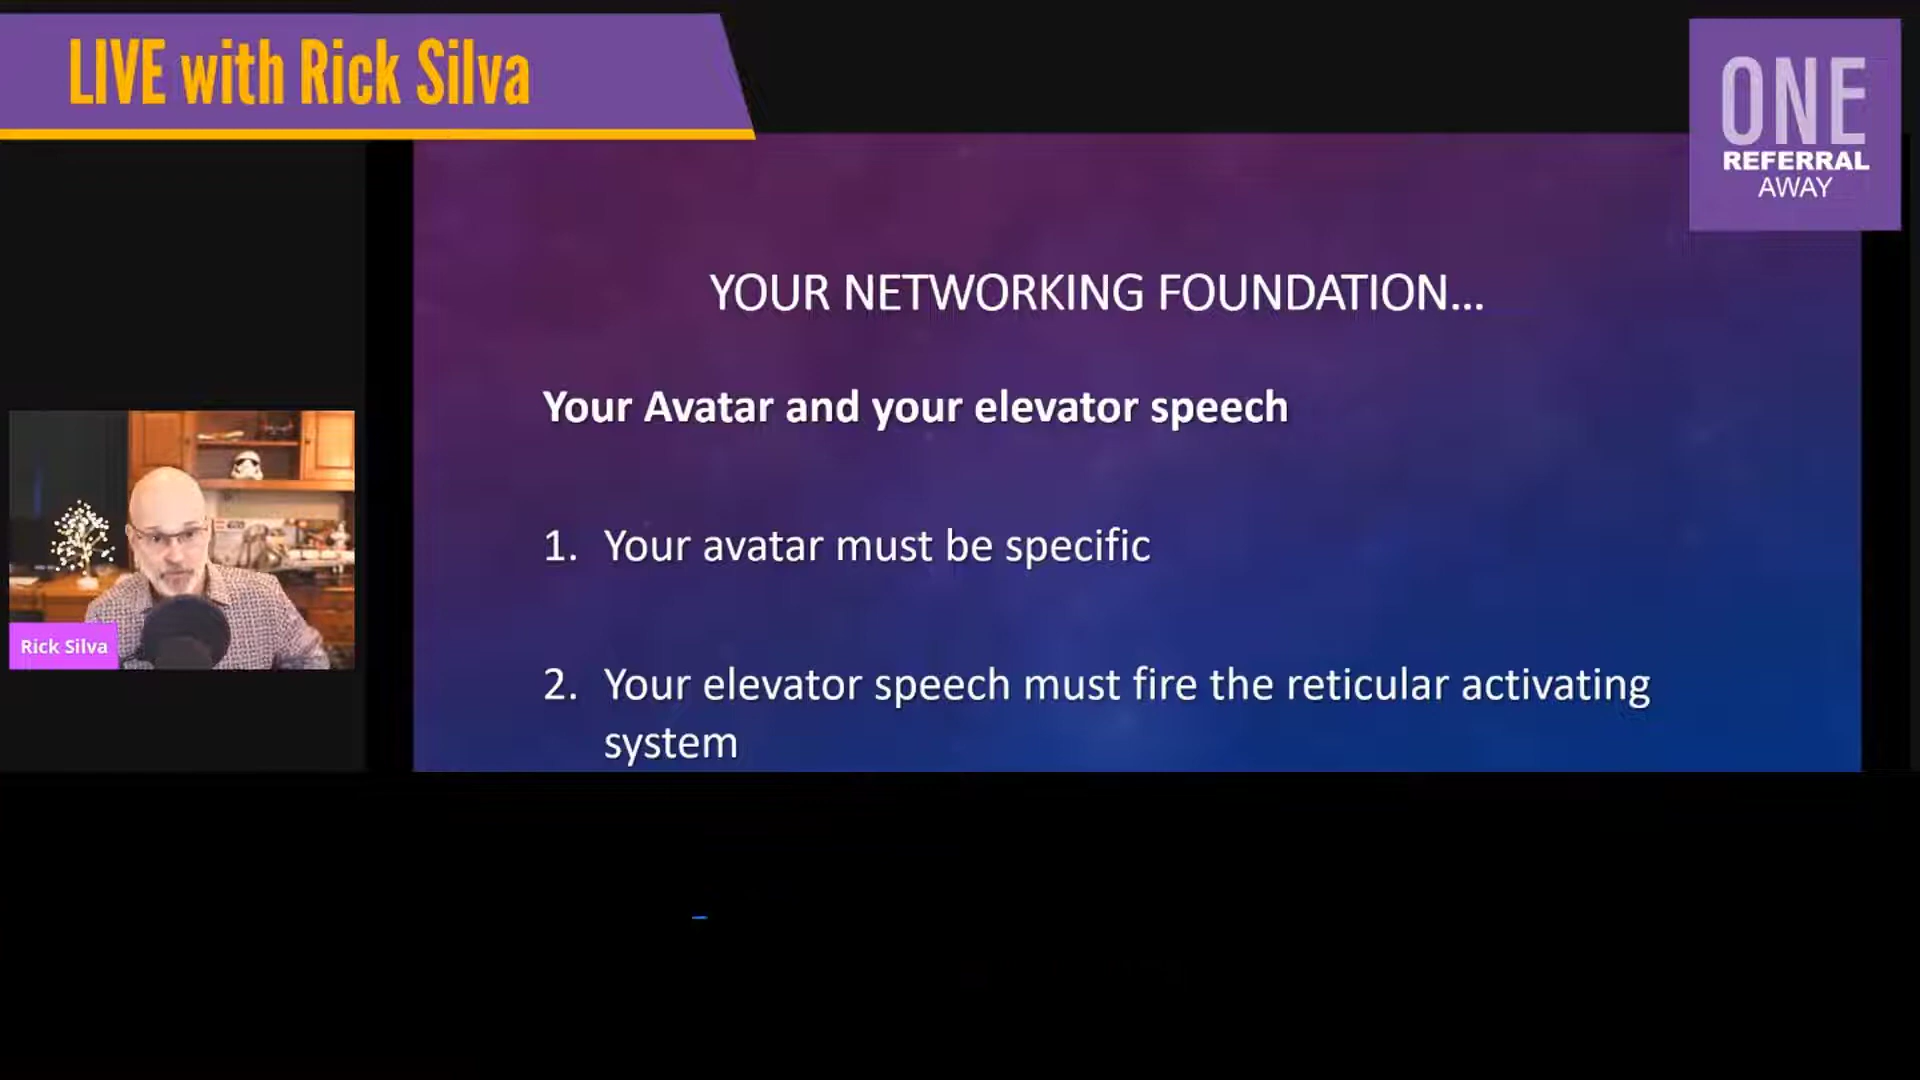 LIVE with Rick Silva
ONE
REFERRAL
AWAY
YOUR NETWORKING FOUNDATION...
Your Avatar and your elevator speech
1. Your avatar must be specific
2. Your elevator speech must fire the reticular activating
system
Rick Silva